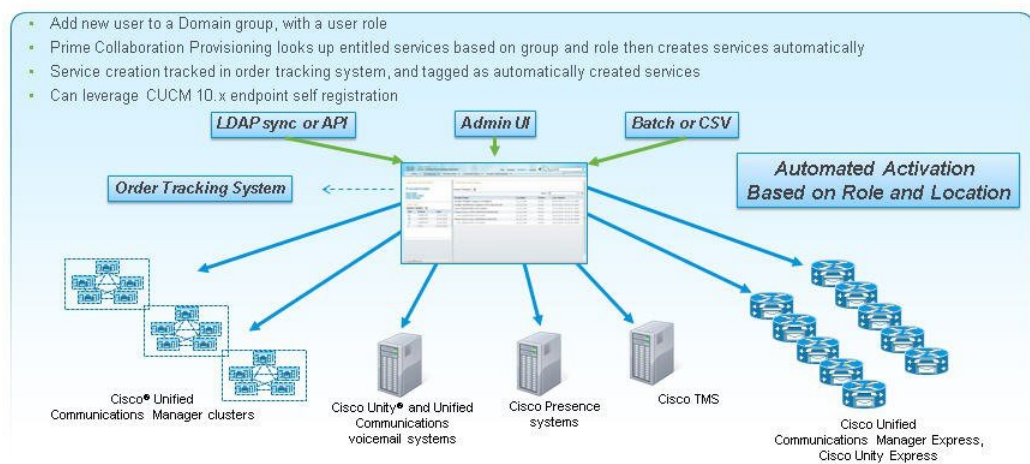 Add new user to a Domain group, with a user role
Prime Collaboration Provisioning looks up entitled services based on group and role then creates services automatically
Service creation tracked in order tracking system, and tagged as automatically created services
Can leverage CUCM 10.x endpoint self registration
LDAP sync or API
Admin UI
Batch or CSV
Order Tracking System
Automated Activation
Based on Role and Location
Cisco® Unified
Communications Manager clusters
Cisco Unity® and Unified
Communications
voicemail systems
Cisco Presence
systems
Cisco TMS
Cisco Unified
Communications Manager Express,
Cisco Unity Express